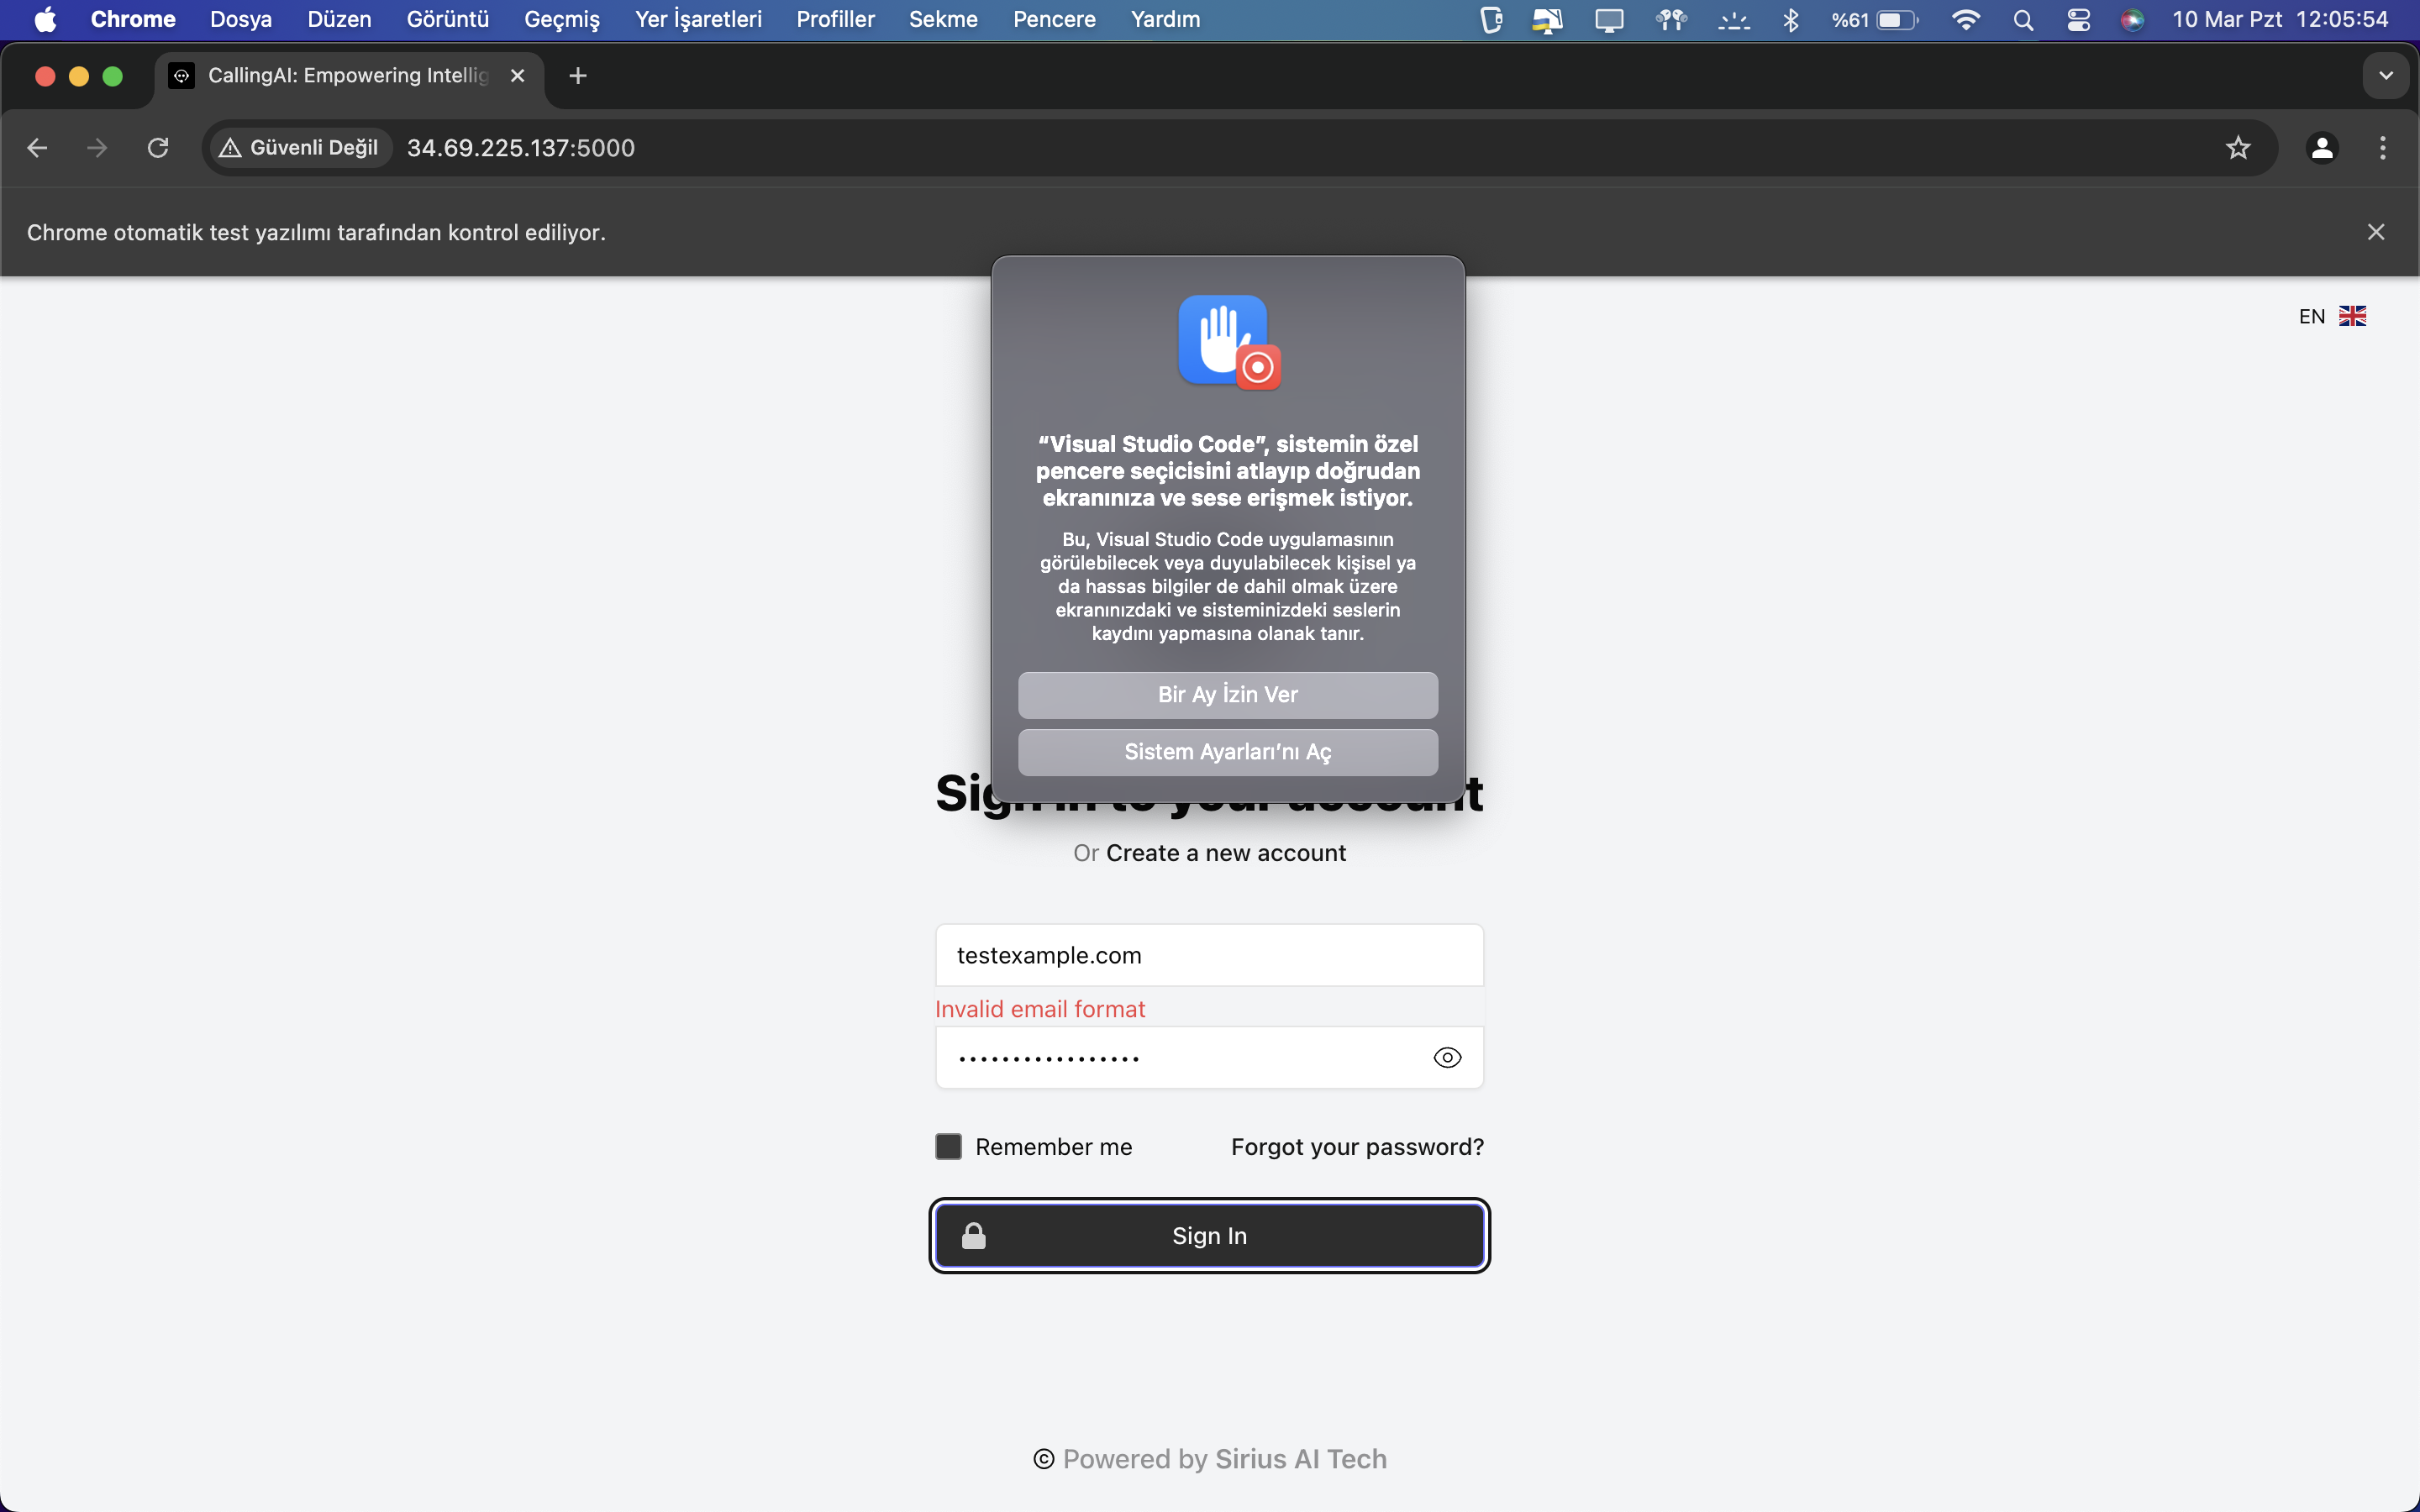 Chrome Dosya Düzen Görüntü Geçmiş Yer İşaretleri Profiller Sekme Pencere Yardım %61 10 Mar Pzt 12:05:54
CallingAI: Empowering Intellig
Güvenli Değil 34.69.225.137:5000
Chrome otomatik test yazılımı tarafından kontrol ediliyor.
EN
“Visual Studio Code”, sistemin özel
pencere seçicisini atlayıp doğrudan
ekranınıza ve sese erişmek istiyor.
Bu, Visual Studio Code uygulamasının
görülebilecek veya duyulabilecek kişisel ya
da hassas bilgiler de dahil olmak üzere
ekranınızdaki ve sisteminizdeki seslerin
kaydını yapmasına olanak tanır.
Bir Ay İzin Ver
Sistem Ayarları’nı Aç
Sign in to your account
Or Create a new account
testexample.com
Invalid email format
Remember me Forgot your password?
Sign In
© Powered by Sirius AI Tech